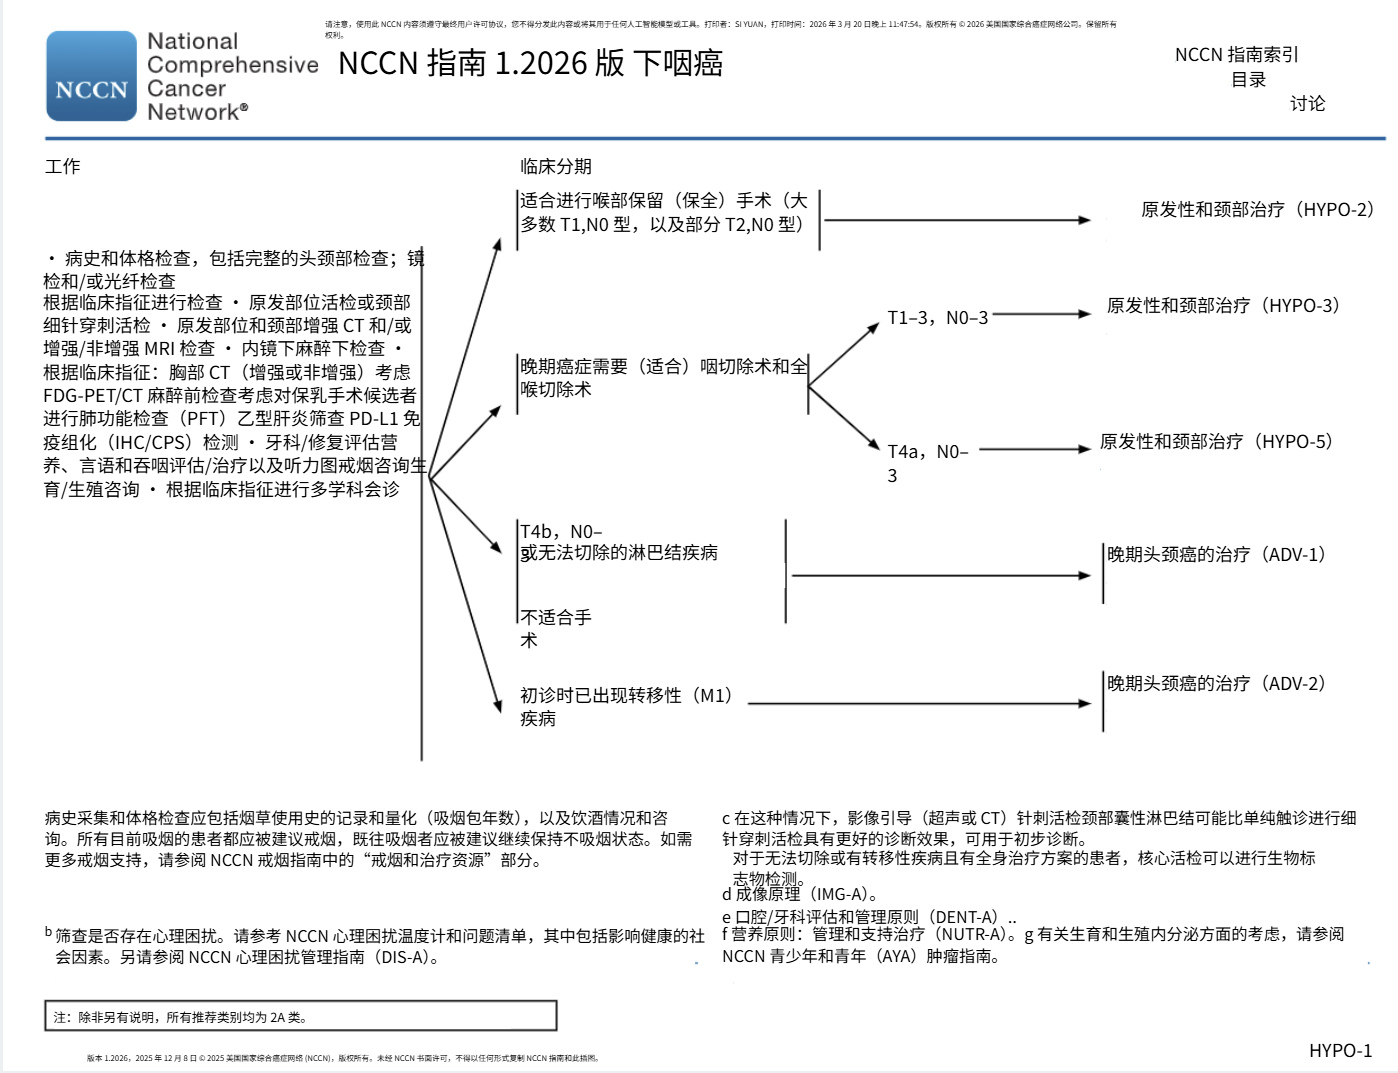 请注意，使用此 NCCN 内容须遵守最终用户许可协议，您不得分发此内容或将其用于任何人工智能模型或工具。打印者：SI YUAN，打印时间：2026 年 3 月 20 日晚上 11:47:54。版权所有 © 2026 美国国家综合癌症网络公司。保留所有
权利。
National
Comprehensive
Cancer
Network®
NCCN
NCCN 指南 1.2026 版 下咽癌
NCCN 指南索引
目录
讨论
工作
临床分期
• 病史和体格检查，包括完整的头颈部检查；镜
检和/或光纤检查
根据临床指征进行检查 • 原发部位活检或颈部
细针穿刺活检 • 原发部位和颈部增强 CT 和/或
增强/非增强 MRI 检查 • 内镜下麻醉下检查 •
根据临床指征：胸部 CT（增强或非增强）考虑
FDG-PET/CT 麻醉前检查考虑对保乳手术候选者
进行肺功能检查（PFT）乙型肝炎筛查 PD-L1 免
疫组化（IHC/CPS）检测 • 牙科/修复评估营
养、言语和吞咽评估/治疗以及听力图戒烟咨询生
育/生殖咨询 • 根据临床指征进行多学科会诊
适合进行喉部保留（保全）手术（大
多数 T1,N0 型，以及部分 T2,N0 型）
原发性和颈部治疗（HYPO-2）
晚期癌症需要（适合）咽切除术和全
喉切除术
T1–3，N0–3
原发性和颈部治疗（HYPO-3）
T4a，N0–
3
原发性和颈部治疗（HYPO-5）
T4b，N0–
3
或无法切除的淋巴结疾病
不适合手
术
晚期头颈癌的治疗（ADV-1）
初诊时已出现转移性（M1）
疾病
晚期头颈癌的治疗（ADV-2）
病史采集和体格检查应包括烟草使用史的记录和量化（吸烟包年数），以及饮酒情况和咨
询。所有目前吸烟的患者都应被建议戒烟，既往吸烟者应被建议继续保持不吸烟状态。如需
更多戒烟支持，请参阅 NCCN 戒烟指南中的“戒烟和治疗资源”部分。
b 筛查是否存在心理困扰。请参考 NCCN 心理困扰温度计和问题清单，其中包括影响健康的社
会因素。另请参阅 NCCN 心理困扰管理指南（DIS-A）。
c 在这种情况下，影像引导（超声或 CT）针刺活检颈部囊性淋巴结可能比单纯触诊进行细
针穿刺活检具有更好的诊断效果，可用于初步诊断。
对于无法切除或有转移性疾病且有全身治疗方案的患者，核心活检可以进行生物标
志物检测。
d 成像原理（IMG-A）。
e 口腔/牙科评估和管理原则（DENT-A）..
f 营养原则：管理和支持治疗（NUTR-A）。g 有关生育和生殖内分泌方面的考虑，请参阅
NCCN 青少年和青年（AYA）肿瘤指南。
注：除非另有说明，所有推荐类别均为 2A 类。
版本 1.2026，2025 年 12 月 8 日 © 2025 美国国家综合癌症网络 (NCCN)，版权所有。未经 NCCN 书面许可，不得以任何形式复制 NCCN 指南和此插图。
HYPO-1